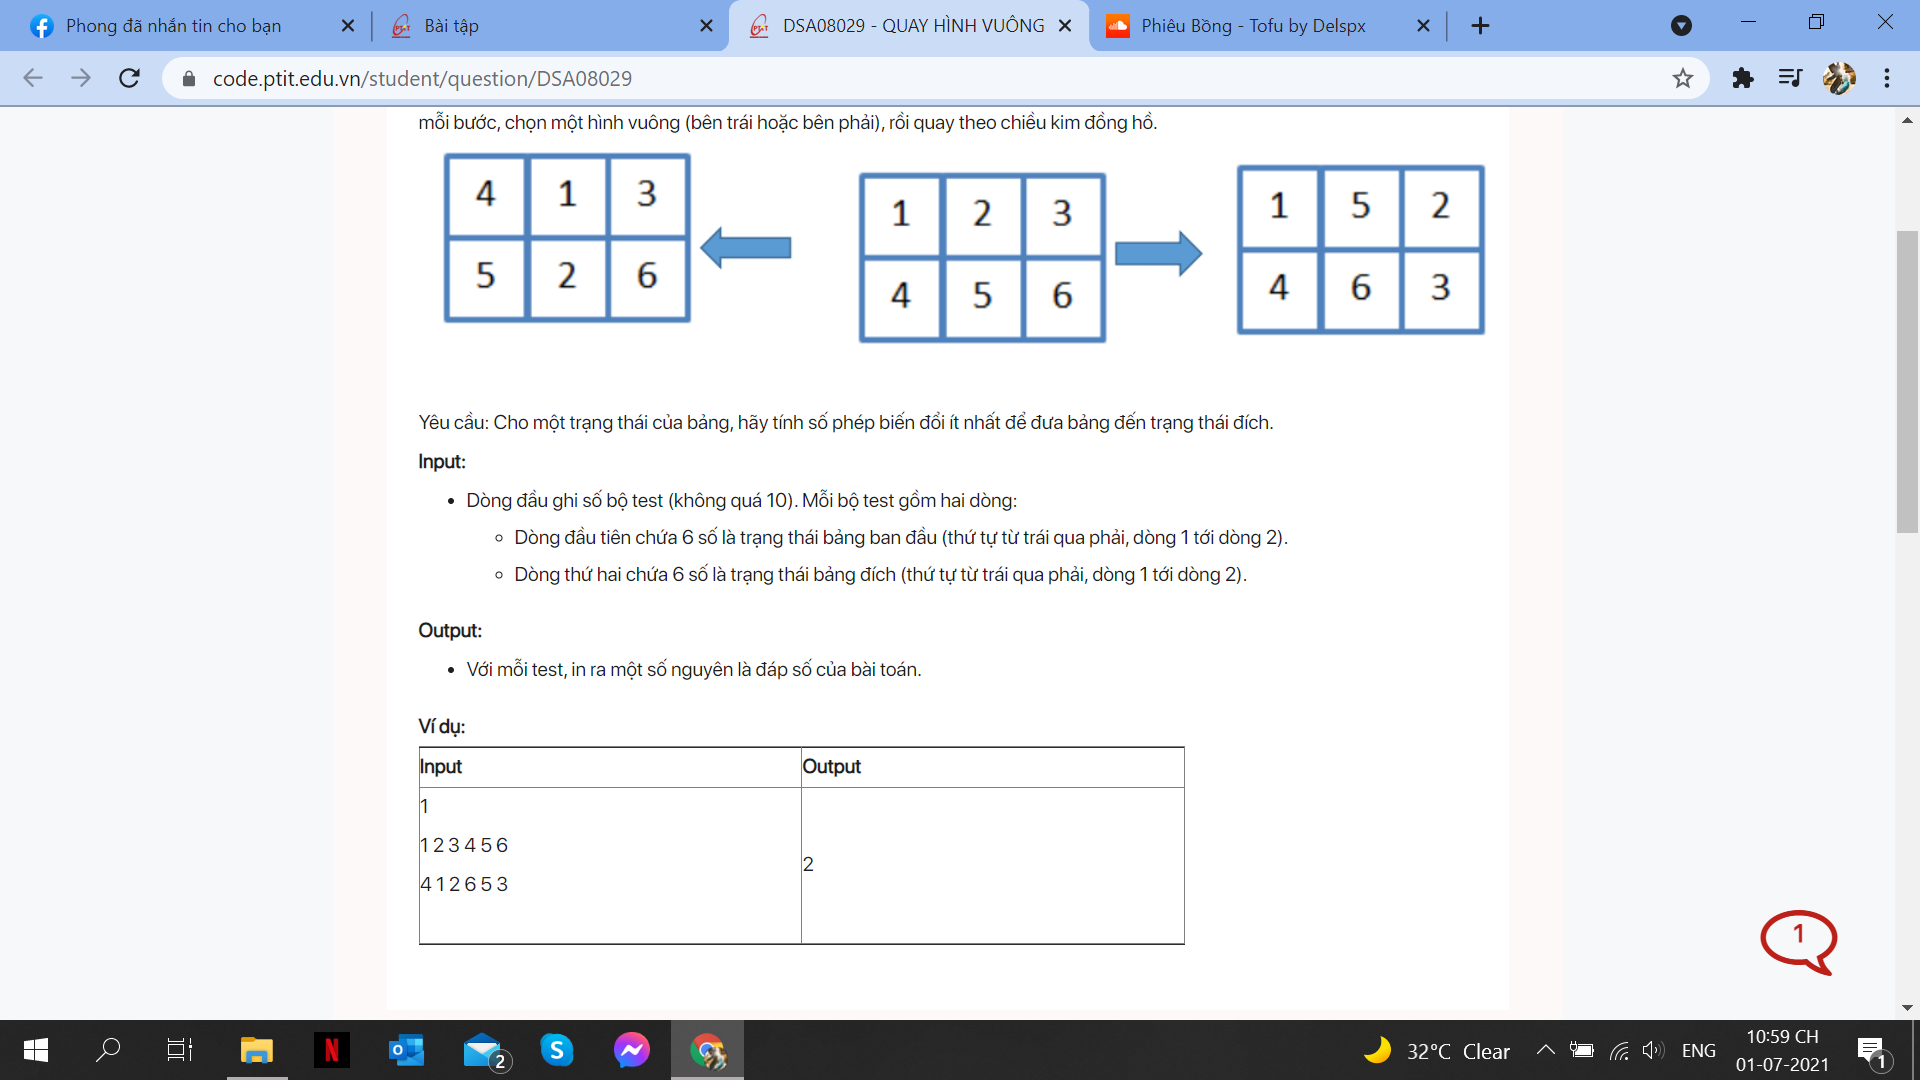 Phong đã nhắn tin cho bạn
Bài tập
DSA08029 - QUAY HÌNH VUÔNG
Phiêu Bồng - Tofu by Delspx
code.ptit.edu.vn/student/question/DSA08029
mỗi bước, chọn một hình vuông (bên trái hoặc bên phải), rồi quay theo chiều kim đồng hồ.
4 1 3
5 2 6
1 2 3
4 5 6
1 5 2
4 6 3
Yêu cầu: Cho một trạng thái của bảng, hãy tính số phép biến đổi ít nhất để đưa bảng đến trạng thái đích.
Input:
Dòng đầu ghi số bộ test (không quá 10). Mỗi bộ test gồm hai dòng:
Dòng đầu tiên chứa 6 số là trạng thái bảng ban đầu (thứ tự từ trái qua phải, dòng 1 tới dòng 2).
Dòng thứ hai chứa 6 số là trạng thái bảng đích (thứ tự từ trái qua phải, dòng 1 tới dòng 2).
Output:
Với mỗi test, in ra một số nguyên là đáp số của bài toán.
Ví dụ:
Input Output
1
1 2 3 4 5 6
2
4 1 2 6 5 3
1
N
2
S
32°C Clear
ENG
10:59 CH
01-07-2021
1